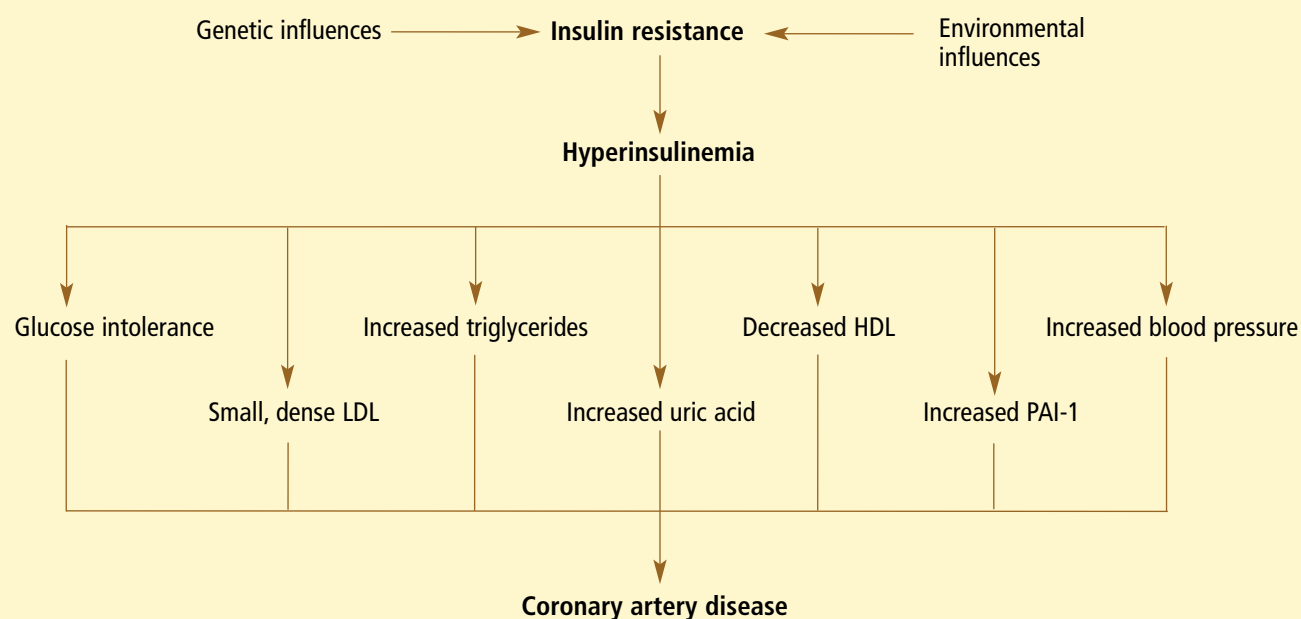 Genetic influences
Insulin resistance
Environmental
influences
Hyperinsulinemia
Glucose intolerance
Increased triglycerides
Decreased HDL
Increased blood pressure
Small, dense LDL
Increased uric acid
Increased PAI-1
Coronary artery disease